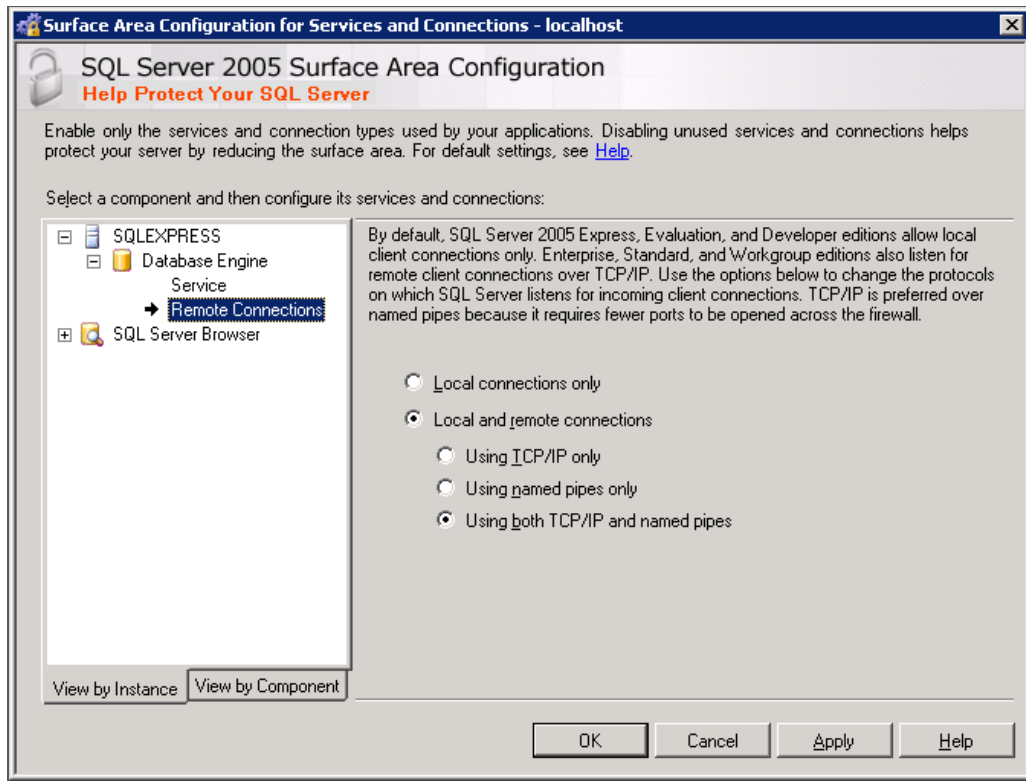 Surface Area Configuration for Services and Connections - localhost
SQL Server 2005 Surface Area Configuration
Help Protect Your SQL Server
Enable only the services and connection types used by your applications. Disabling unused services and connections helps
protect your server by reducing the surface area. For default settings, see Help.
Select a component and then configure its services and connections:
SQLEXPRESS
Database Engine
Service
Remote Connections
SQL Server Browser
By default, SQL Server 2005 Express, Evaluation, and Developer editions allow local
client connections only. Enterprise, Standard, and Workgroup editions also listen for
remote client connections over TCP/IP. Use the options below to change the protocols
on which SQL Server listens for incoming client connections. TCP/IP is preferred over
named pipes because it requires fewer ports to be opened across the firewall.
Local connections only
Local and remote connections
Using TCP/IP only
Using named pipes only
Using both TCP/IP and named pipes
View by Instance View by Component
OK Cancel Apply Help